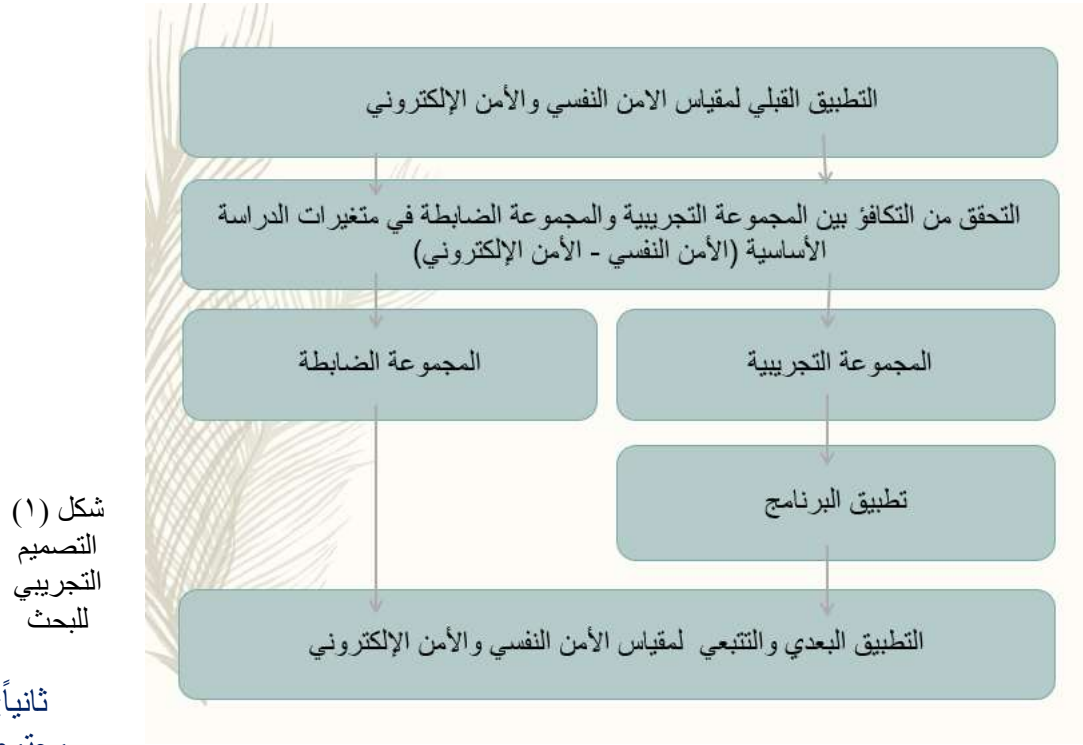 التطبيق القبلي لمقياس الامن النفسي والأمن الإلكتروني
التحقق من التكافؤ بين المجموعة التجريبية والمجموعة الضابطة في متغيرات الدراسة
الأساسية (الأمن النفسي - الأمن الإلكتروني)
المجموعة التجريبية
المجموعة الضابطة
تطبيق البرنامج
التطبيق البعدي والتتبعي لمقياس الأمن النفسي والأمن الإلكتروني
شكل (١)
التصميم
التجريبي
للبحث
ثانياً